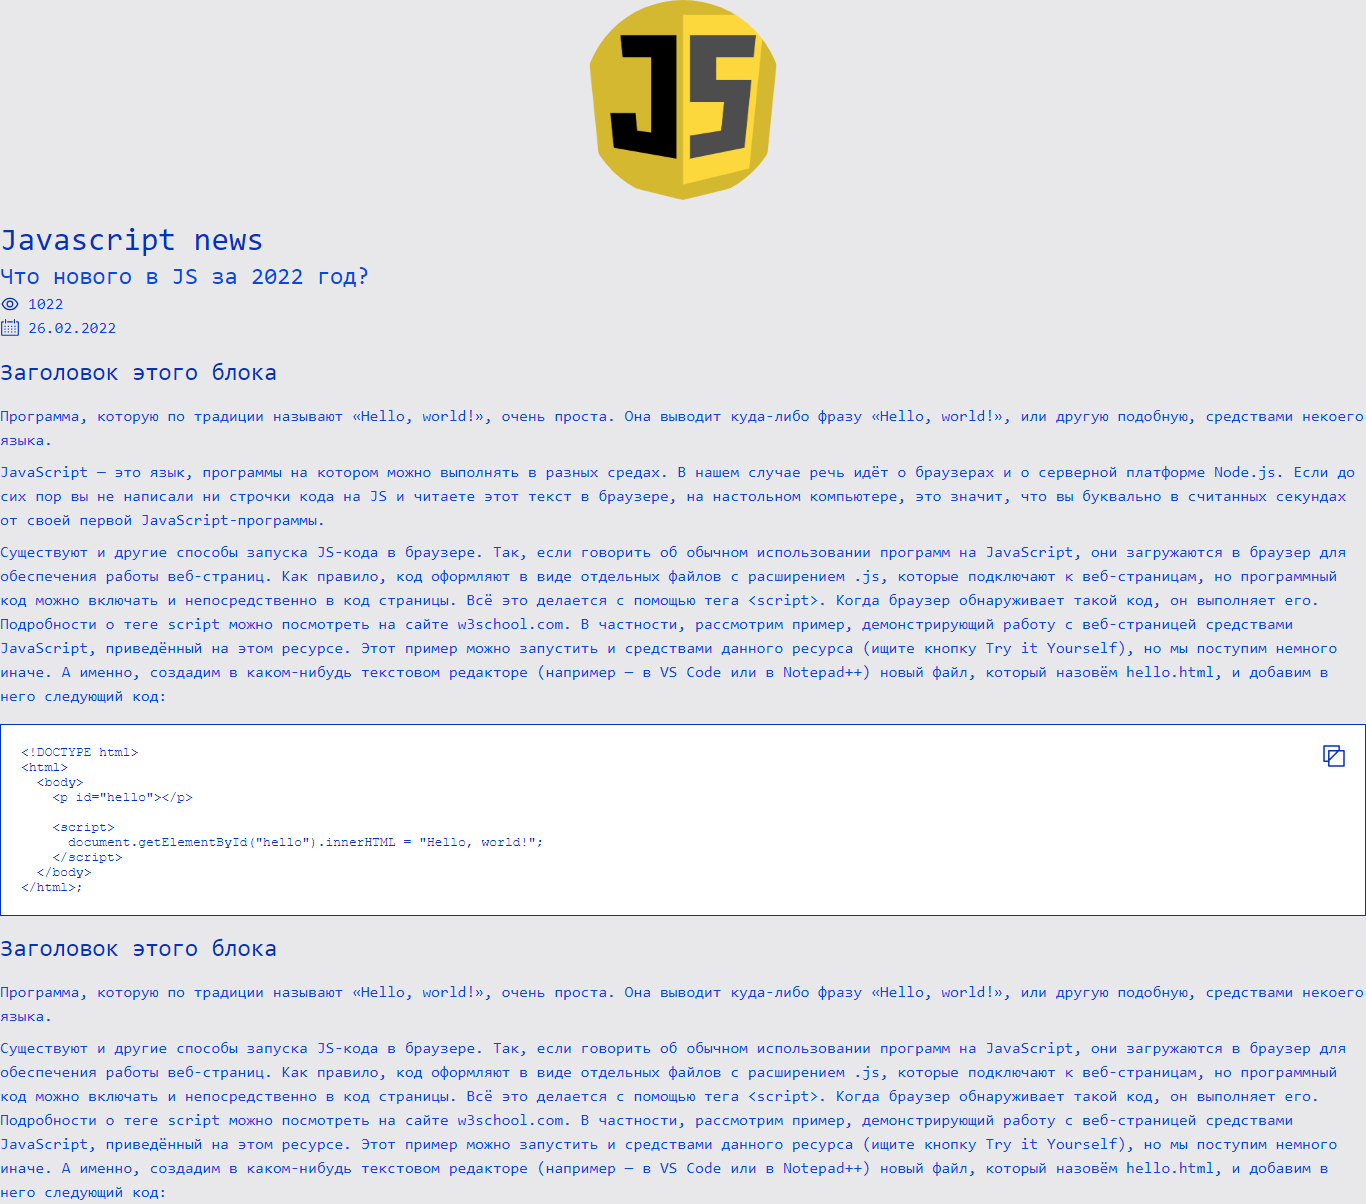 JS
Javascript news
Что нового в JS за 2022 год?
1022
26.02.2022
Заголовок этого блока
Программа, которую по традиции называют «Hello, world!», очень проста. Она выводит куда-либо фразу «Hello, world!», или другую подобную, средствами некоего
языка.
JavaScript — это язык, программы на котором можно выполнять в разных средах. В нашем случае речь идёт о браузерах и о серверной платформе Node.js. Если до
сих пор вы не написали ни строчки кода на JS и читаете этот текст в браузере, на настольном компьютере, это значит, что вы буквально в считанных секундах
от своей первой JavaScript-программы.
Существуют и другие способы запуска JS-кода в браузере. Так, если говорить об обычном использовании программ на JavaScript, они загружаются в браузер для
обеспечения работы веб-страниц. Как правило, код оформляют в виде отдельных файлов с расширением .js, которые подключают к веб-страницам, но программный
код можно включать и непосредственно в код страницы. Всё это делается с помощью тега <script>. Когда браузер обнаруживает такой код, он выполняет его.
Подробности о теге script можно посмотреть на сайте w3school.com. В частности, рассмотрим пример, демонстрирующий работу с веб-страницей средствами
JavaScript, приведённый на этом ресурсе. Этот пример можно запустить и средствами данного ресурса (ищите кнопку Try it Yourself), но мы поступим немного
иначе. А именно, создадим в каком-нибудь текстовом редакторе (например — в VS Code или в Notepad++) новый файл, который назовём hello.html, и добавим в
него следующий код:
<!DOCTYPE html>
<html>
  <body>
    <p id="hello"></p>

    <script>
      document.getElementById("hello").innerHTML = "Hello, world!";
    </script>
  </body>
</html>;
Заголовок этого блока
Программа, которую по традиции называют «Hello, world!», очень проста. Она выводит куда-либо фразу «Hello, world!», или другую подобную, средствами некоего
языка.
Существуют и другие способы запуска JS-кода в браузере. Так, если говорить об обычном использовании программ на JavaScript, они загружаются в браузер для
обеспечения работы веб-страниц. Как правило, код оформляют в виде отдельных файлов с расширением .js, которые подключают к веб-страницам, но программный
код можно включать и непосредственно в код страницы. Всё это делается с помощью тега <script>. Когда браузер обнаруживает такой код, он выполняет его.
Подробности о теге script можно посмотреть на сайте w3school.com. В частности, рассмотрим пример, демонстрирующий работу с веб-страницей средствами
JavaScript, приведённый на этом ресурсе. Этот пример можно запустить и средствами данного ресурса (ищите кнопку Try it Yourself), но мы поступим немного
иначе. А именно, создадим в каком-нибудь текстовом редакторе (например — в VS Code или в Notepad++) новый файл, который назовём hello.html, и добавим в
него следующий код: